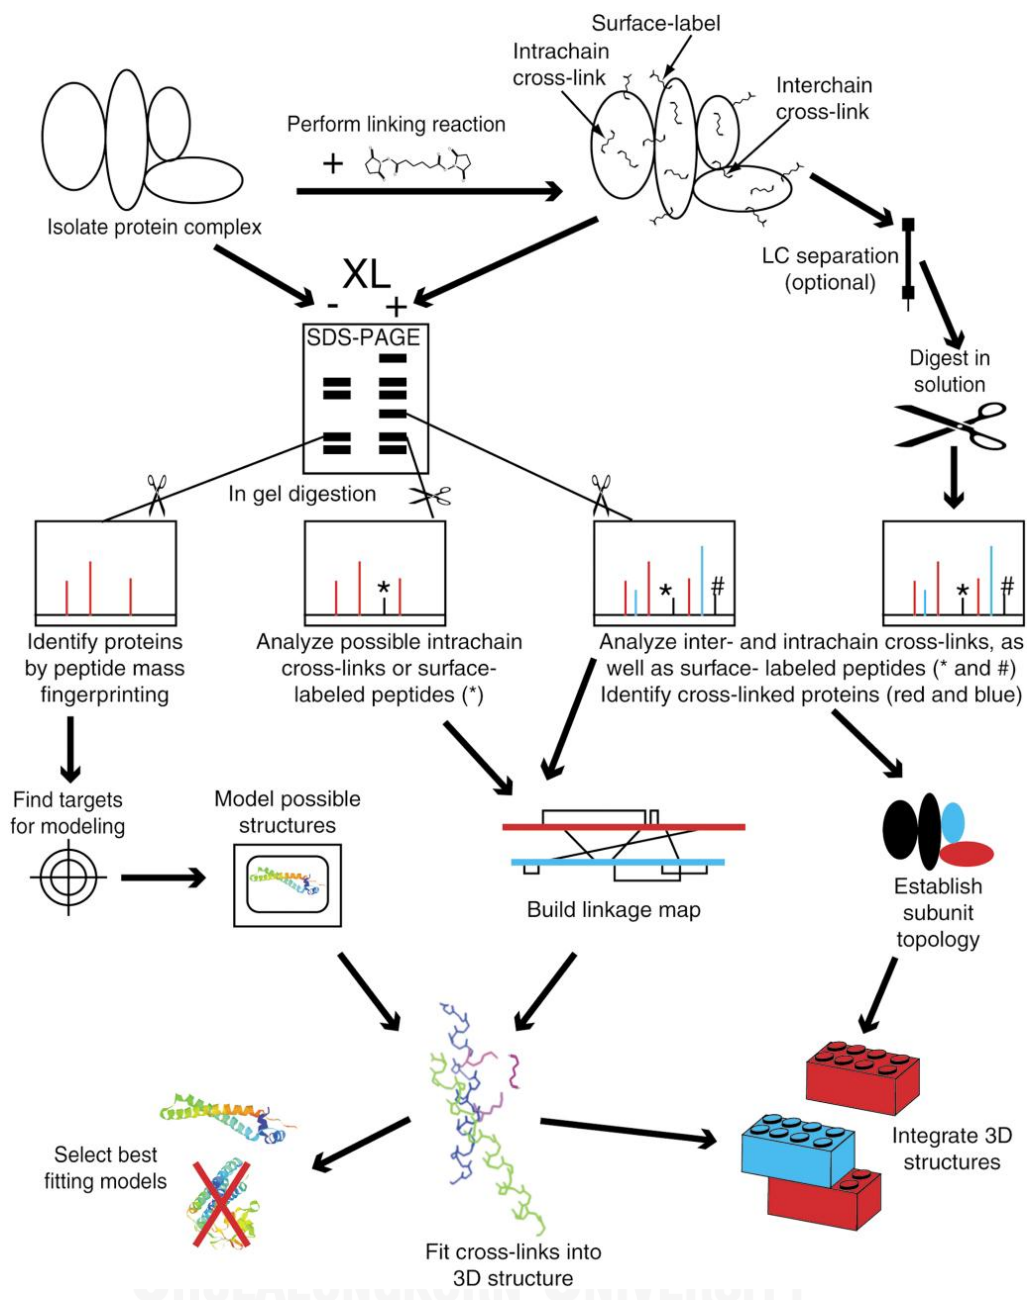 Surface-label
Intrachain
cross-link
Interchain
cross-link
Perform linking reaction
+
Isolate protein complex
LC separation
(optional)
XL
- +
SDS-PAGE
Digest in
solution
In gel digestion
*
* #
* #
Identify proteins
by peptide mass
fingerprinting
Analyze possible intrachain
cross-links or surface-
labeled peptides (*)
Analyze inter- and intrachain cross-links, as
well as surface- labeled peptides (* and #)
Identify cross-linked proteins (red and blue)
Find targets
for modeling
Model possible
structures
Build linkage map
Establish
subunit
topology
Select best
fitting models
Integrate 3D
structures
Fit cross-links into
3D structure